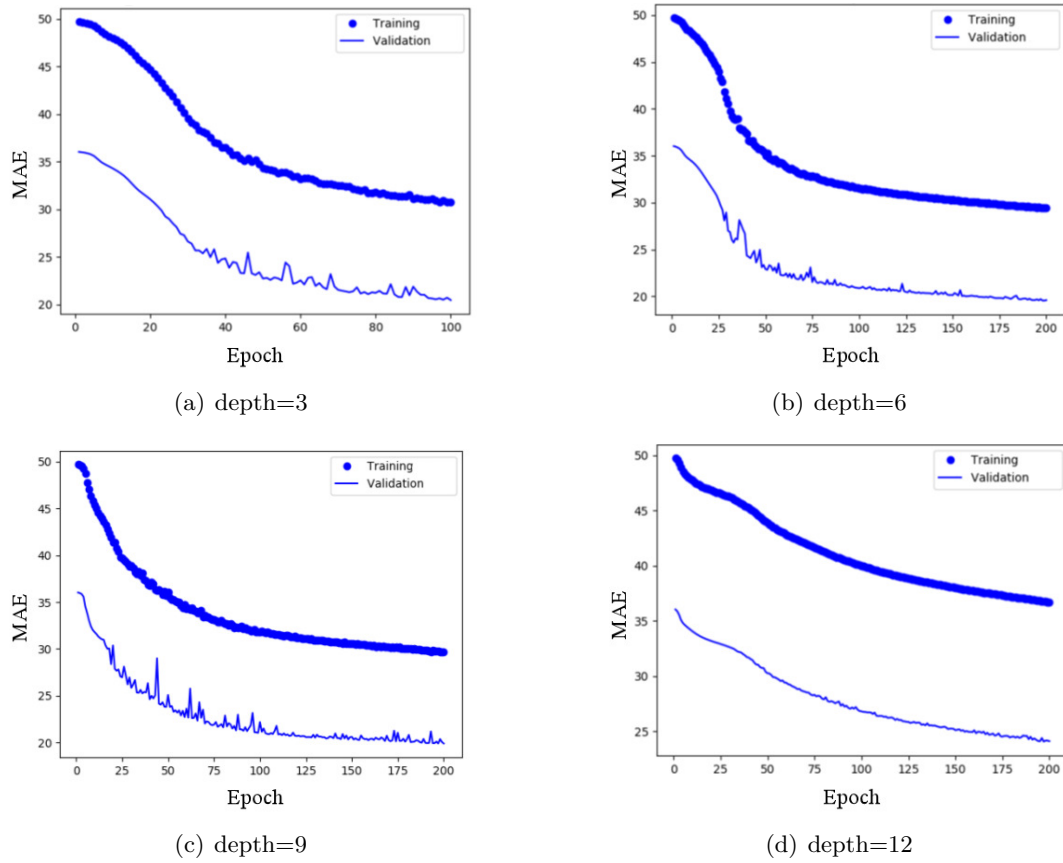 50
45
40
35
30
25
20
MAE
Training
Validation
0 20 40 60 80 100
Epoch
(a) depth=3
50
45
40
35
30
25
20
MAE
Training
Validation
0 25 50 75 100 125 150 175 200
Epoch
(b) depth=6
50
45
40
35
30
25
20
MAE
Training
Validation
0 25 50 75 100 125 150 175 200
Epoch
(c) depth=9
50
45
40
35
30
25
MAE
Training
Validation
0 25 50 75 100 125 150 175 200
Epoch
(d) depth=12